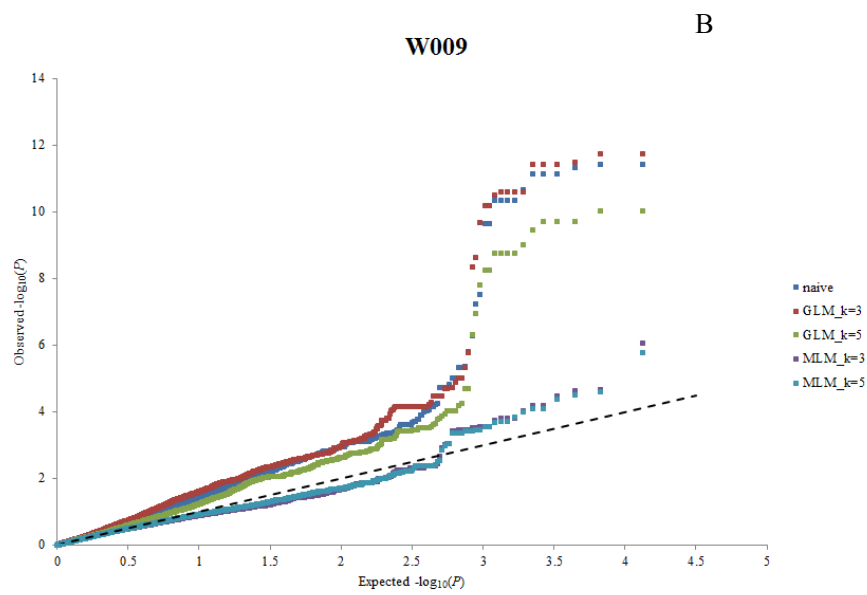 B
W009
14
12
10
8
6
4
2
0
Observed -log₁₀(P)
0 0.5 1 1.5 2 2.5 3 3.5 4 4.5 5
Expected -log₁₀(P)
naive
GLM_k=3
GLM_k=5
MLM_k=3
MLM_k=5